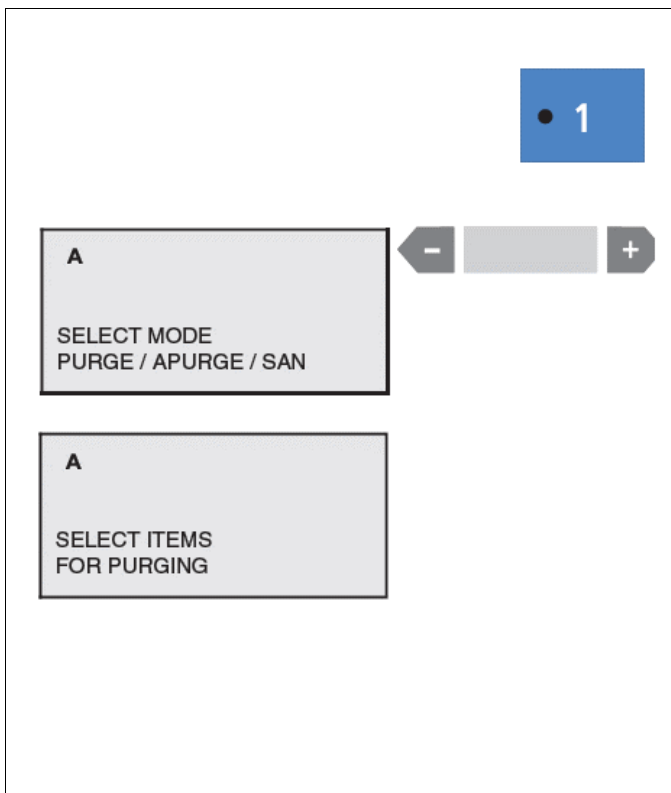 • 1
A
- +
SELECT MODE
PURGE / APURGE / SAN
A
SELECT ITEMS
FOR PURGING